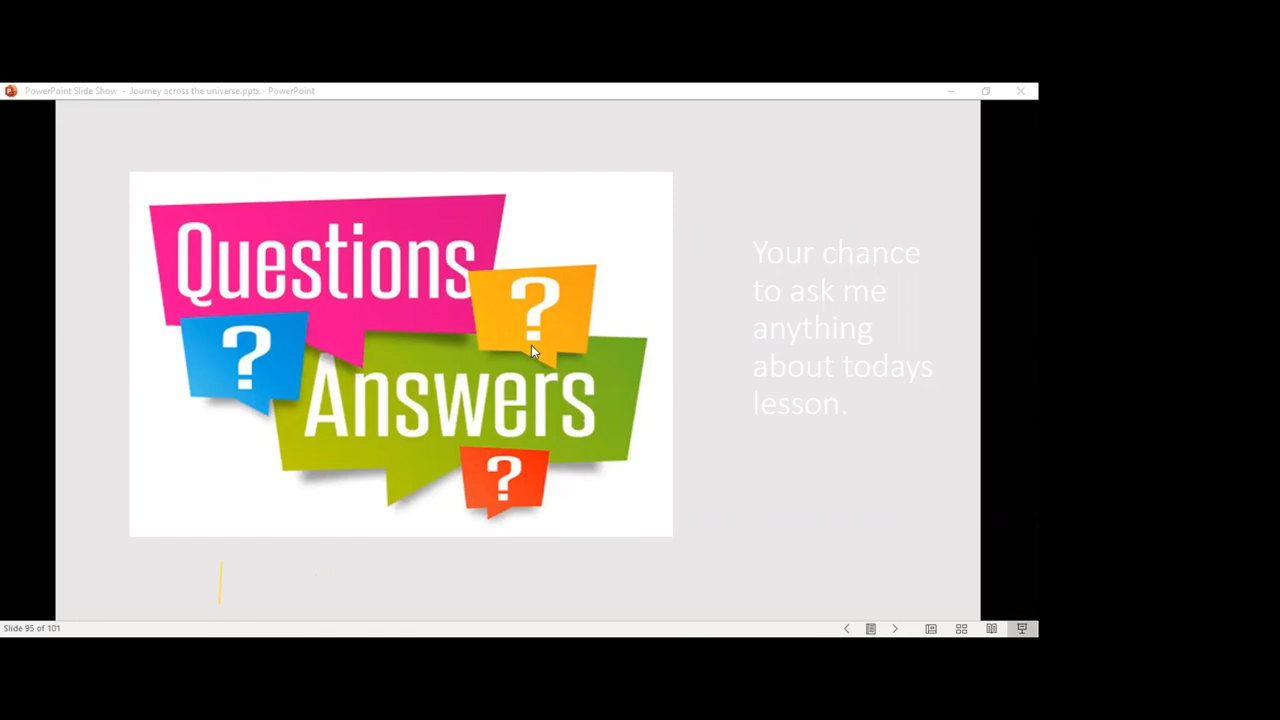 PowerPoint Slide Show - Journey across the universe.pptx - PowerPoint
Questions
?
?
Answers
?
Your chance
to ask me
anything
about todays
lesson.
Slide 95 of 101